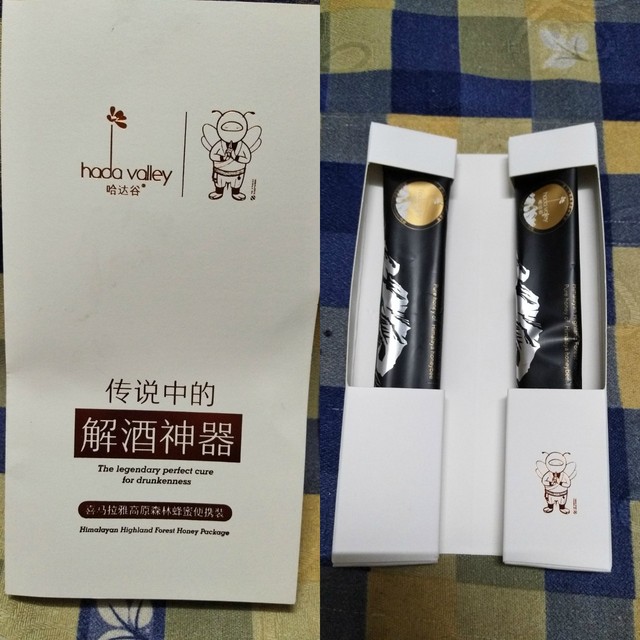 hada valley
哈达谷
传说中的
解酒神器
The legendary perfect cure
for drunkenness
喜马拉雅高原森林蜂蜜便携装
Himalayan Highland Forest Honey Package